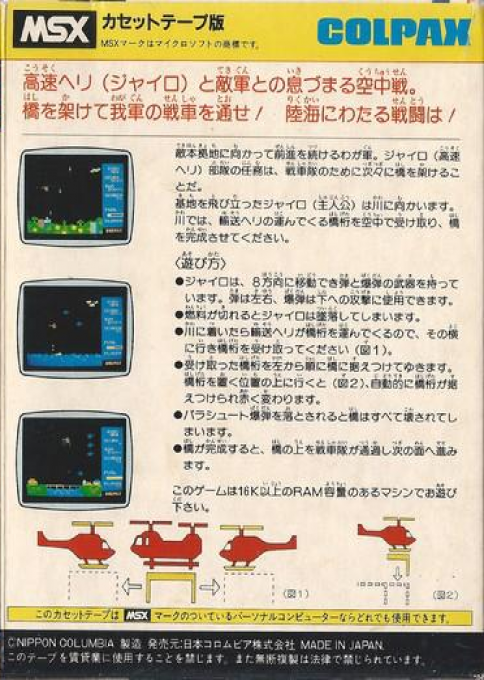 MSX カセットテープ版 COLPAX
MSXマークはマイクロソフトの商標です。
高速ヘリ（ジャイロ）と敵軍との息づまる空中戦。
橋を架けて我軍の戦車を通せ！ 陸海にわたる戦闘は！
敵本拠地に向かって前進を続けるわが軍。ジャイロ（高速
ヘリ）部隊の任務は、戦車隊のために次々に橋を架けるこ
とだ。
基地を飛び立ったジャイロ（主人公）は川に向かいます。
川では、輸送ヘリの運んでくる橋桁を空中で受け取り、橋
を完成させてください。
〈遊び方〉
●ジャイロは、8方向に移動でき弾と爆弾の武器を持って
います。弾は左右、爆弾は下への攻撃に使用できます。
●燃料が切れるとジャイロは墜落してしまいます。
●川に着いたら輸送ヘリが橋桁を運んでくるので、その横
に行き橋桁を受け取ってください（図1）。
●受け取った橋桁を左から順に橋に据えつけてゆきます。
橋桁を置く位置の上に行くと（図2）、自動的に橋桁が据
えつけられ赤く変わります。
●パラシュート爆弾を落とされると橋はすべて壊されてし
まいます。
●橋が完成すると、橋の上を戦車隊が通過し次の面へ進み
ます。
このゲームは16K以上のRAM容量のあるマシンでお遊び
下さい。
（図1）
（図2）
このカセットテープは MSX マークのついているパーソナルコンピューターならどれでも使用できます。
©NIPPON COLUMBIA 製造 発売元:日本コロムビア株式会社 MADE IN JAPAN.
このテープを賃貸業に使用することを禁じます。また無断複製は法律で禁じられています。